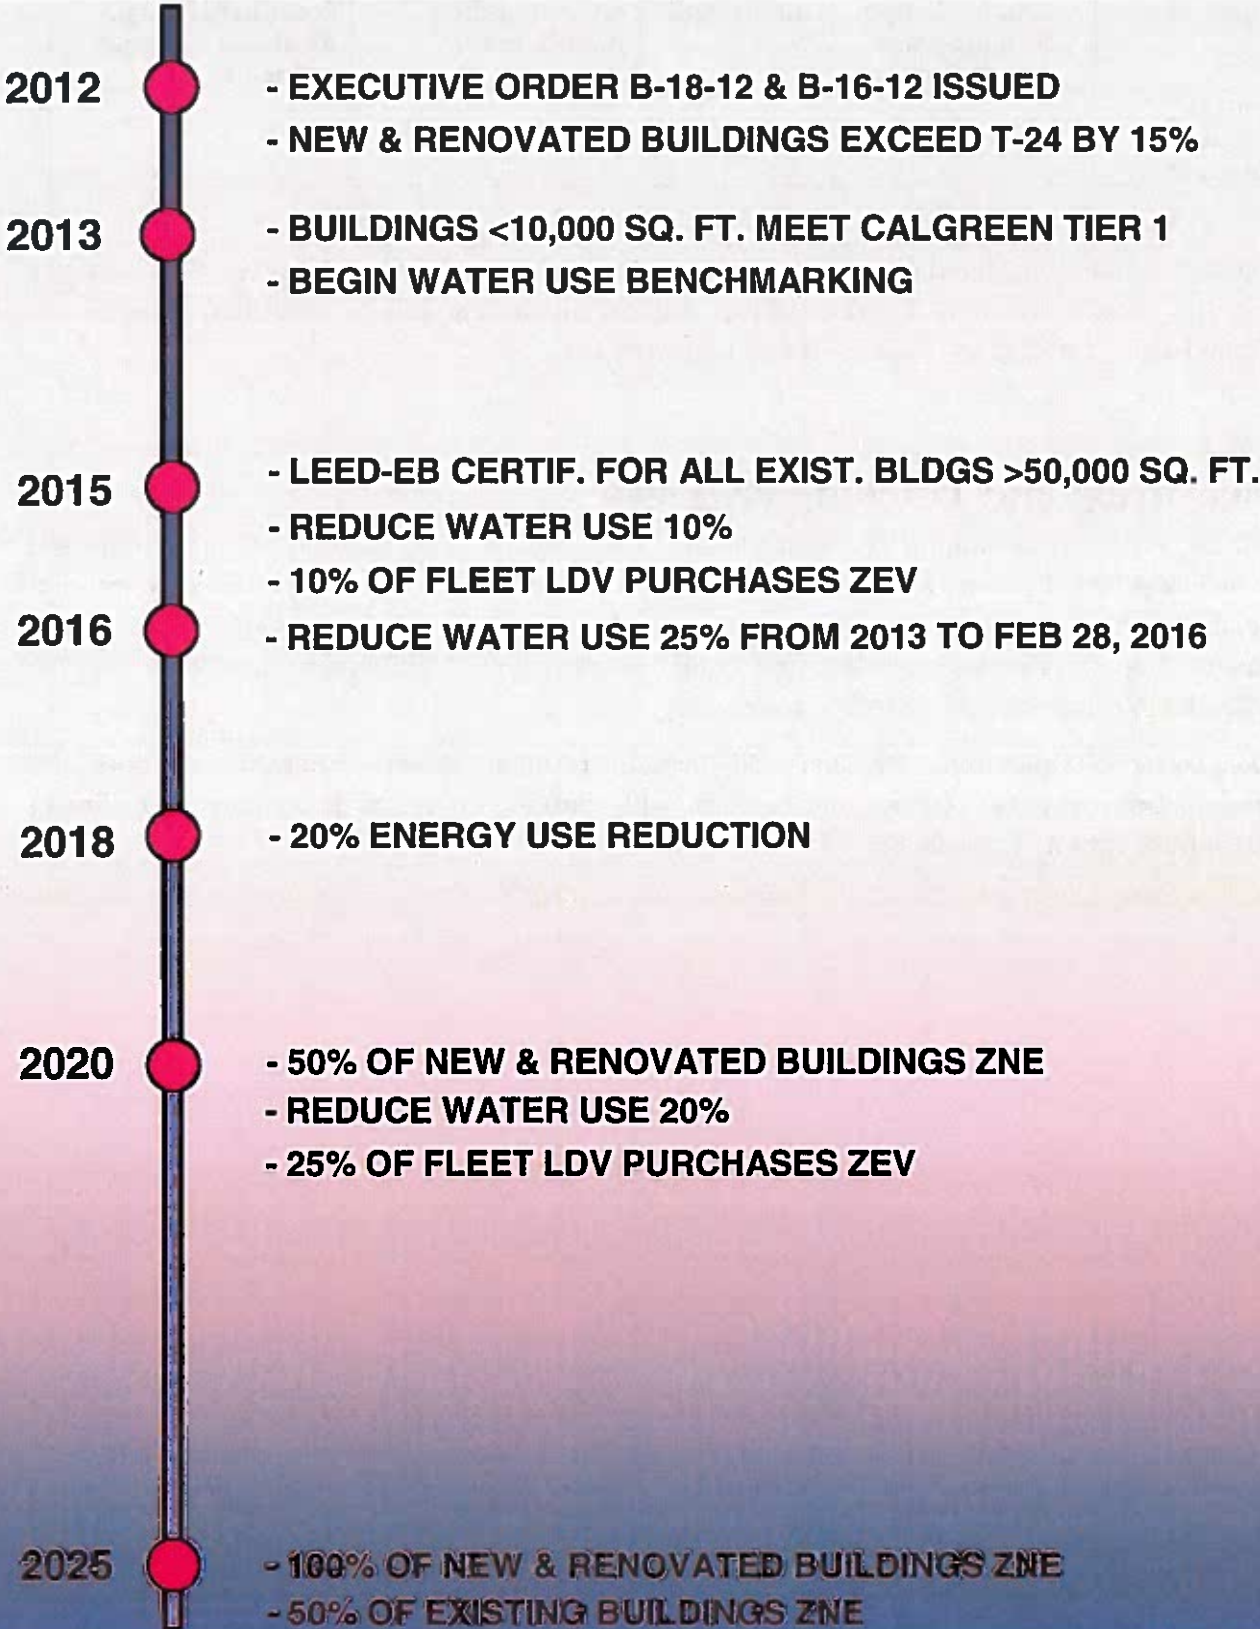 2012
- EXECUTIVE ORDER B-18-12 & B-16-12 ISSUED
- NEW & RENOVATED BUILDINGS EXCEED T-24 BY 15%
2013
- BUILDINGS <10,000 SQ. FT. MEET CALGREEN TIER 1
- BEGIN WATER USE BENCHMARKING
2015
- LEED-EB CERTIF. FOR ALL EXIST. BLDGS >50,000 SQ. FT.
- REDUCE WATER USE 10%
- 10% OF FLEET LDV PURCHASES ZEV
2016
- REDUCE WATER USE 25% FROM 2013 TO FEB 28, 2016
2018
- 20% ENERGY USE REDUCTION
2020
- 50% OF NEW & RENOVATED BUILDINGS ZNE
- REDUCE WATER USE 20%
- 25% OF FLEET LDV PURCHASES ZEV
2025
- 100% OF NEW & RENOVATED BUILDINGS ZNE
- 50% OF EXISTING BUILDINGS ZNE